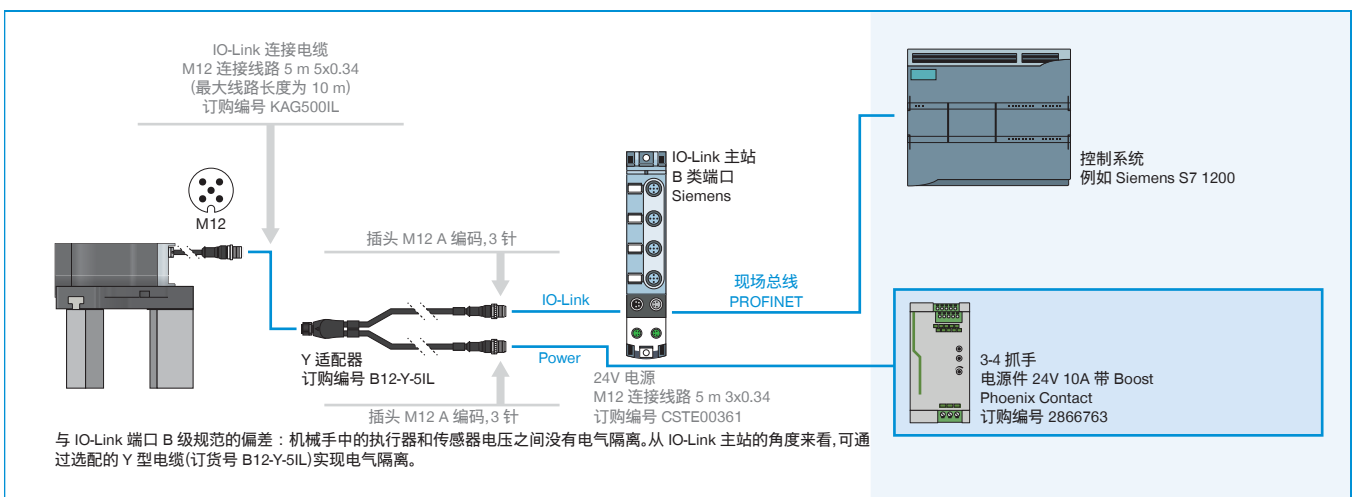 IO-Link 连接电缆
M12 连接线路 5 m 5x0.34
(最大线路长度为 10 m)
订购编号 KAG500IL
M12
插头 M12 A 编码,3 针
IO-Link 主站
B 类端口
Siemens
控制系统
例如 Siemens S7 1200
现场总线
PROFINET
IO-Link
Power
Y 适配器
订购编号 B12-Y-5IL
插头 M12 A 编码,3 针
24V 电源
M12 连接线路 5 m 3x0.34
订购编号 CSTE00361
3-4 抓手
电源件 24V 10A 带 Boost
Phoenix Contact
订购编号 2866763
与 IO-Link 端口 B 级规范的偏差：机械手中的执行器和传感器电压之间没有电气隔离。从 IO-Link 主站的角度来看,可通
过选配的 Y 型电缆(订货号 B12-Y-5IL)实现电气隔离。